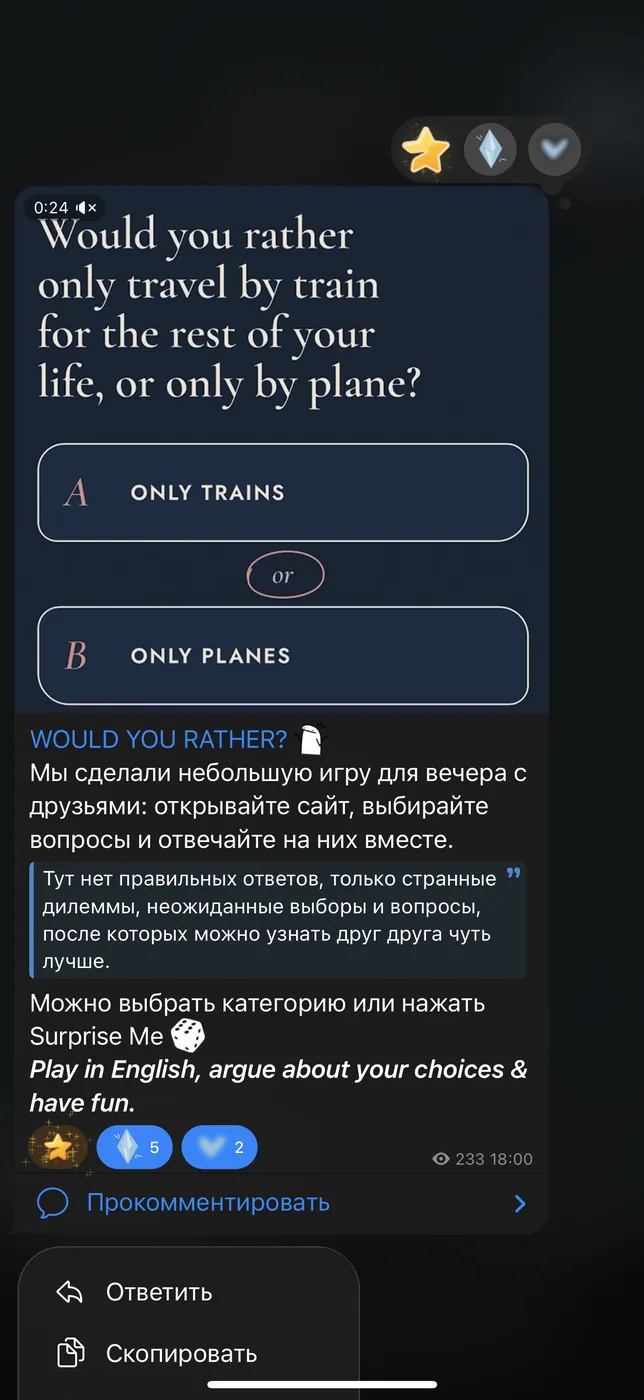 0:24
Would you rather
only travel by train
for the rest of your
life, or only by plane?
A ONLY TRAINS
or
B ONLY PLANES
WOULD YOU RATHER?
Мы сделали небольшую игру для вечера с
друзьями: открывайте сайт, выбирайте
вопросы и отвечайте на них вместе.
Тут нет правильных ответов, только странные
дилеммы, неожиданные выборы и вопросы,
после которых можно узнать друг друга чуть
лучше.
Можно выбрать категорию или нажать
Surprise Me
Play in English, argue about your choices &
have fun.
5 2 233 18:00
Прокомментировать
Ответить
Скопировать